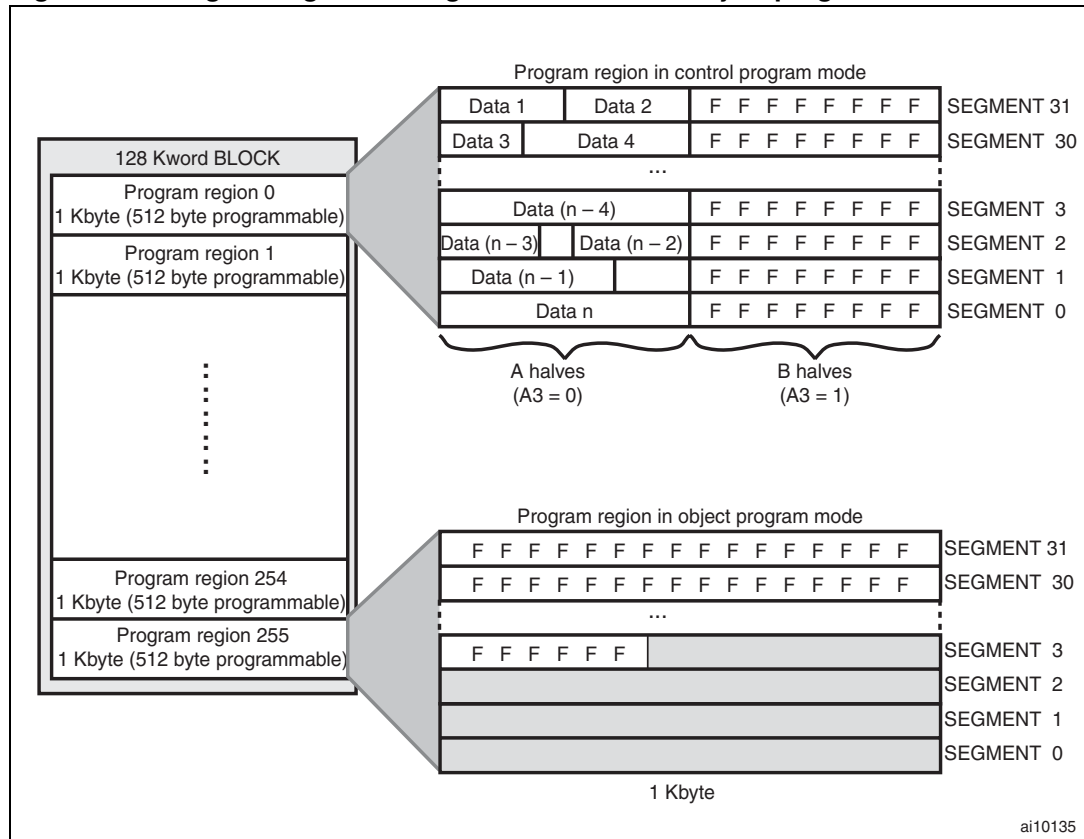 Program region in control program mode
Data 1 Data 2 F F F F F F F F SEGMENT 31
Data 3 Data 4 F F F F F F F F SEGMENT 30
...
Data (n – 4) F F F F F F F F SEGMENT 3
Data (n – 3) Data (n – 2) F F F F F F F F SEGMENT 2
Data (n – 1) F F F F F F F F SEGMENT 1
Data n F F F F F F F F SEGMENT 0
A halves
(A3 = 0)
B halves
(A3 = 1)
128 Kword BLOCK
Program region 0
1 Kbyte (512 byte programmable)
Program region 1
1 Kbyte (512 byte programmable)
Program region 254
1 Kbyte (512 byte programmable)
Program region 255
1 Kbyte (512 byte programmable)
Program region in object program mode
F F F F F F F F F F F F F F F F SEGMENT 31
F F F F F F F F F F F F F F F F SEGMENT 30
...
F F F F F F SEGMENT 3
SEGMENT 2
SEGMENT 1
SEGMENT 0
1 Kbyte
ai10135